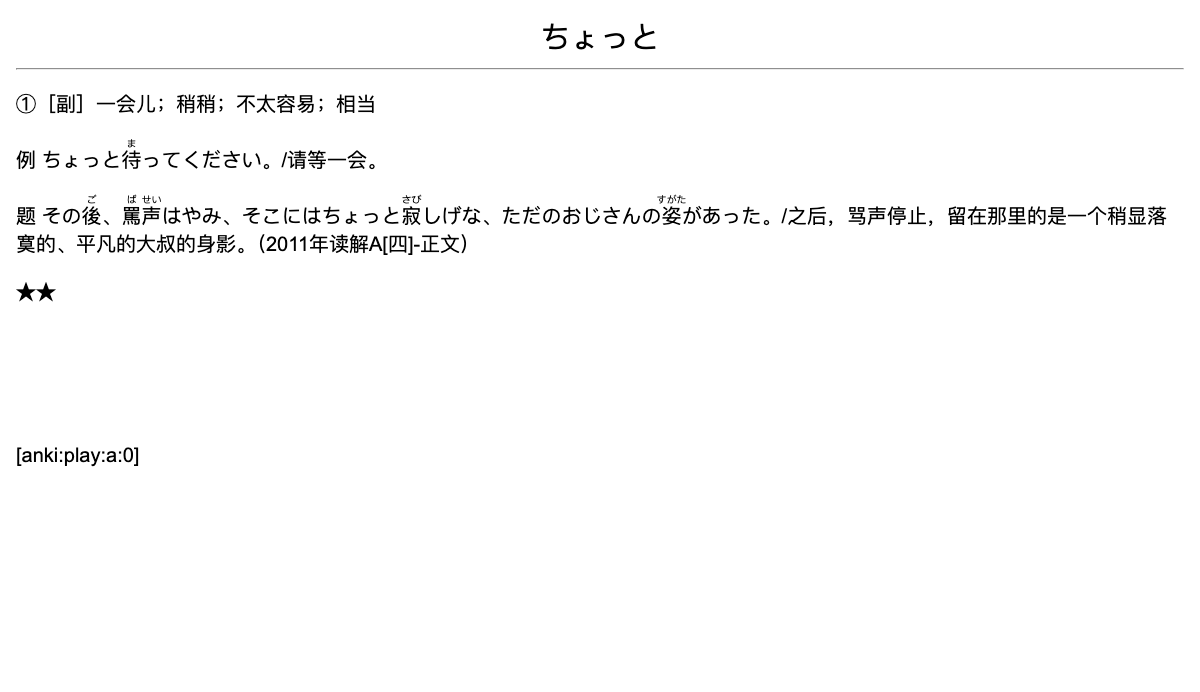 ちょっと
①［副］一会儿；稍稍；不太容易；相当
ま
例 ちょっと待ってください。/请等一会。
ご ば せい さび すがた
题 その後、罵声はやみ、そこにはちょっと寂しげな、ただのおじさんの姿があった。/之后，骂声停止，留在那里的是一个稍显落
寞的、平凡的大叔的身影。（2011年读解A[四]-正文）
★★
[anki:play:a:0]